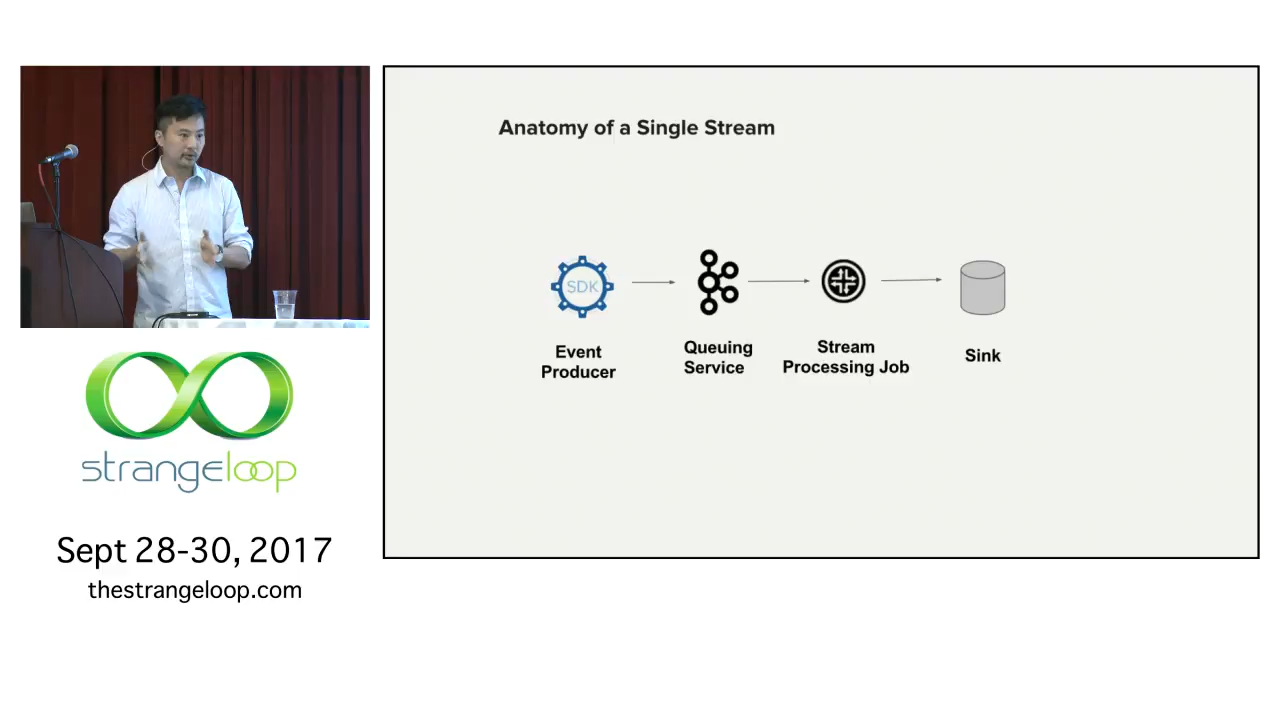 Anatomy of a Single Stream
SDK
Event
Producer
Queuing
Service
Stream
Processing Job
Sink
strangeloop
Sept 28-30, 2017
thestrangeloop.com